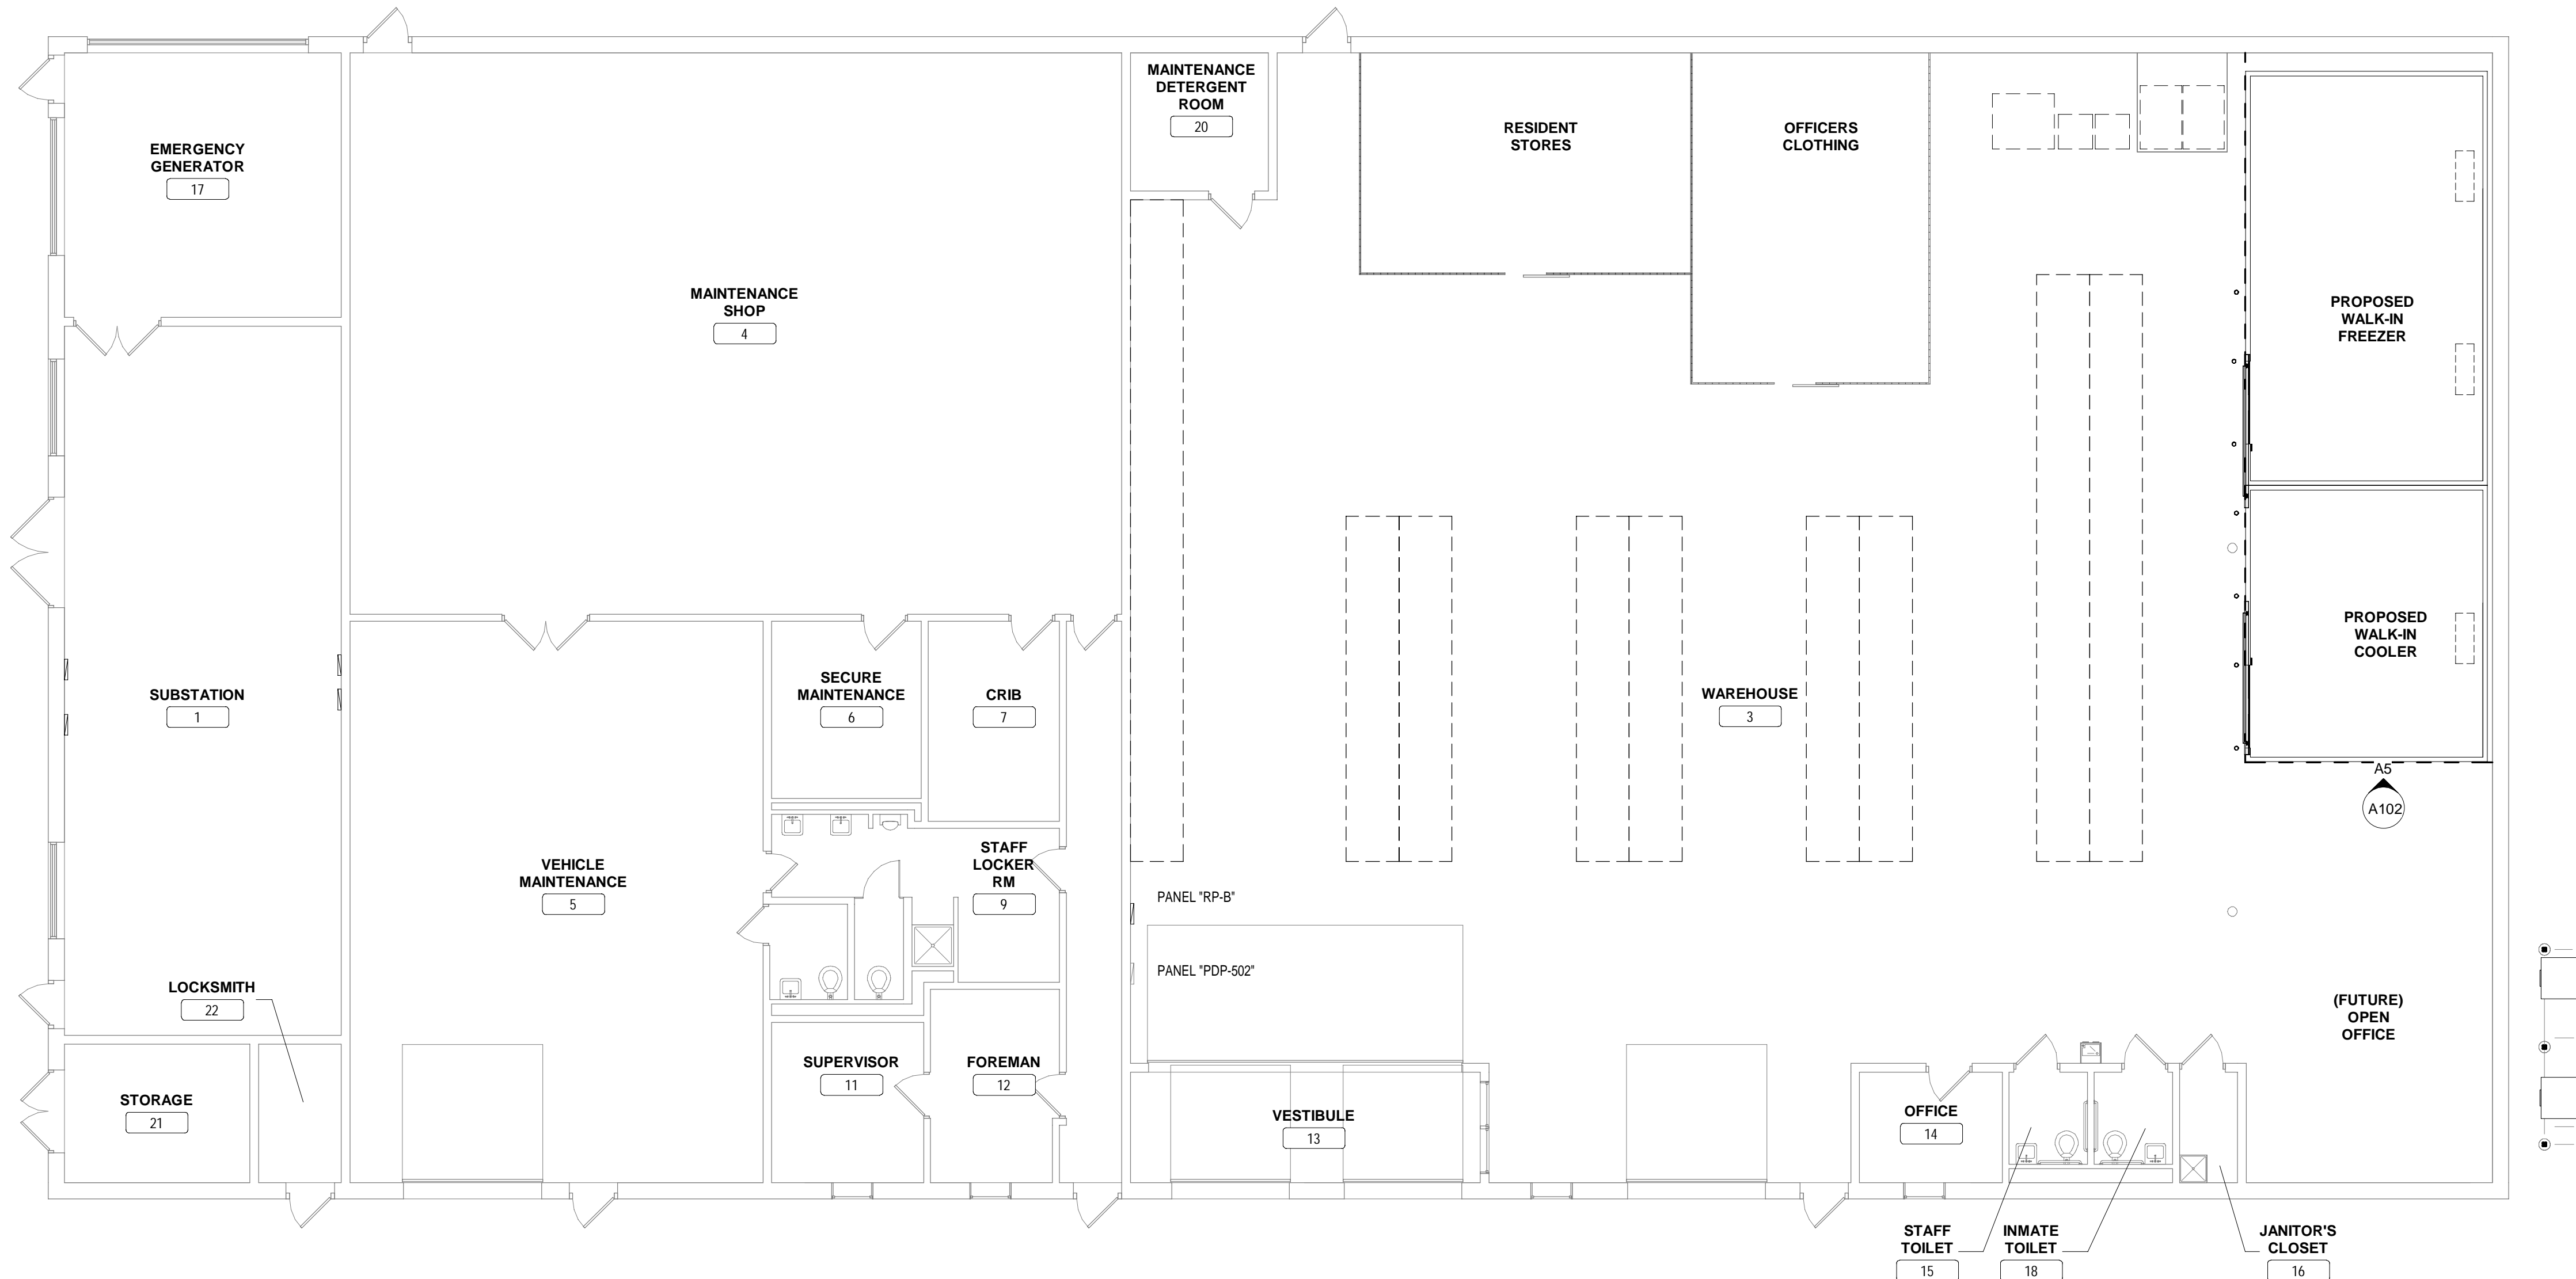 MAINTENANCE
DETERGENT
ROOM
20
EMERGENCY
GENERATOR
17
RESIDENT
STORES
OFFICERS
CLOTHING
MAINTENANCE
SHOP
4
PROPOSED
WALK-IN
FREEZER
PROPOSED
WALK-IN
COOLER
SUBSTATION
1
SECURE
MAINTENANCE
6
CRIB
7
WAREHOUSE
3
A5
A102
VEHICLE
MAINTENANCE
5
STAFF
LOCKER
RM
9
PANEL "RP-B"
PANEL "PDP-502"
LOCKSMITH
22
(FUTURE)
OPEN
OFFICE
STORAGE
21
SUPERVISOR
11
FOREMAN
12
VESTIBULE
13
OFFICE
14
STAFF
TOILET
15
INMATE
TOILET
18
JANITOR'S
CLOSET
16